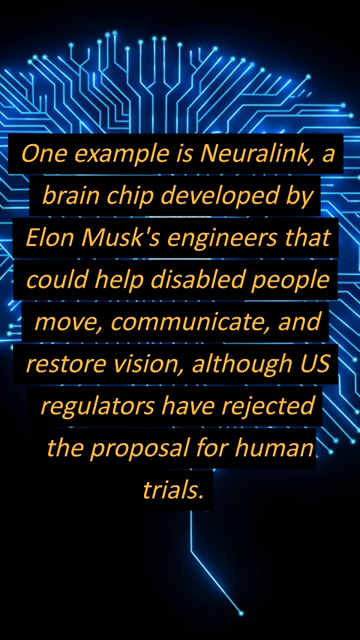 One example is Neuralink, a
brain chip developed by
Elon Musk's engineers that
could help disabled people
move, communicate, and
restore vision, although US
regulators have rejected
the proposal for human
trials.